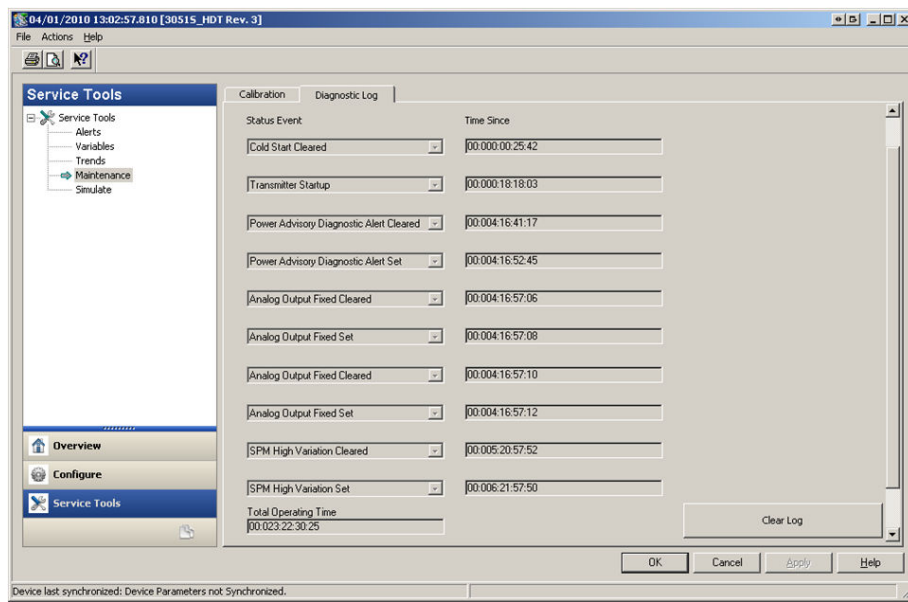 04/01/2010 13:02:57.810 [3051S_HDT Rev. 3]
File Actions Help
Service Tools
Service Tools
Alerts
Variables
Trends
Maintenance
Simulate
Overview
Configure
Service Tools
Calibration Diagnostic Log
Status Event Time Since
Cold Start Cleared 00:000:00:25:42
Transmitter Startup 00:000:18:18:03
Power Advisory Diagnostic Alert Cleared 00:004:16:41:17
Power Advisory Diagnostic Alert Set 00:004:16:52:45
Analog Output Fixed Cleared 00:004:16:57:06
Analog Output Fixed Set 00:004:16:57:08
Analog Output Fixed Cleared 00:004:16:57:10
Analog Output Fixed Set 00:004:16:57:12
SPM High Variation Cleared 00:005:20:57:52
SPM High Variation Set 00:006:21:57:50
Total Operating Time
00:023:22:30:25
Clear Log
OK Cancel Apply Help
Device last synchronized: Device Parameters not Synchronized.